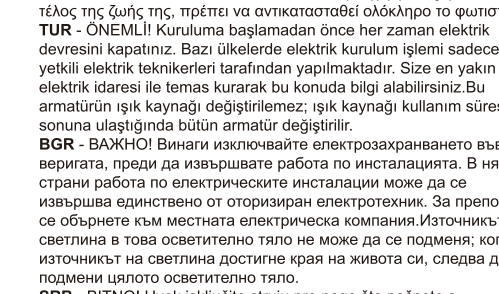 τέλος της ζωής της, πρέπει να αντικατασταθεί ολόκληρο το φωτισ
TUR - ÖNEMLİ! Kuruluma başlamadan önce her zaman elektrik
devresini kapatınız. Bazı ülkelerde elektrik kurulum işlemi sadece
yetkili elektrik teknikerleri tarafından yapılmaktadır. Size en yakın
elektrik idaresi ile temas kurarak bu konuda bilgi alabilirsiniz.Bu
armatürün ışık kaynağı değiştirilemez; ışık kaynağı kullanım süres
sonuna ulaştığında bütün armatür değiştirilir.
BGR - ВАЖНО! Винаги изключвайте електрозахранването във
веригата, преди да извършвате работа по инсталацията. В ня
страни работа по електрическите инсталации може да се
извършва единствено от оторизиран електротехник. За препо
се обърнете към местната електрическа компания.Източникът
светлина в това осветително тяло не може да се подменя; ког
източникът на светлина достигне края на живота си, следва д
подмени цялото осветително тяло.